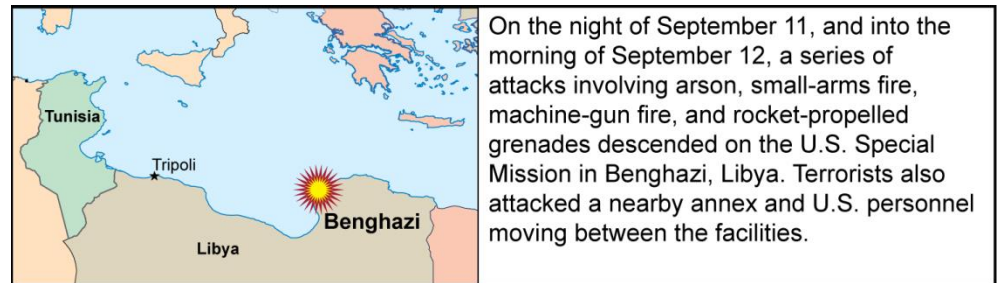 Tunisia
Tripoli
Benghazi
Libya
On the night of September 11, and into the
morning of September 12, a series of
attacks involving arson, small-arms fire,
machine-gun fire, and rocket-propelled
grenades descended on the U.S. Special
Mission in Benghazi, Libya. Terrorists also
attacked a nearby annex and U.S. personnel
moving between the facilities.